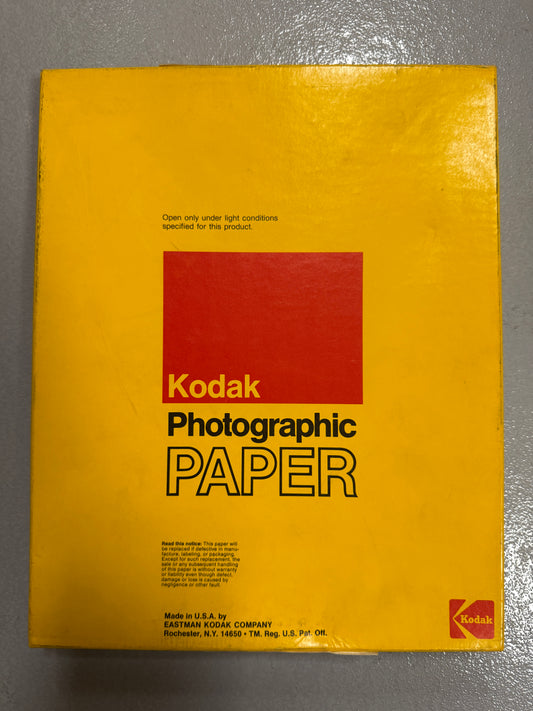 Open only under light conditions
specified for this product.
Kodak
Photographic
PAPER
Read this notice: This paper will
be replaced if defective in manu-
facture, labeling, or packaging.
Except for such replacement, the
sale or any subsequent handling
of this paper is without warranty
or liability even though defect,
damage or loss is caused by
negligence or other fault.
Made in U.S.A. by
EASTMAN KODAK COMPANY
Rochester, N.Y. 14650 • TM. Reg. U.S. Pat. Off.
Kodak